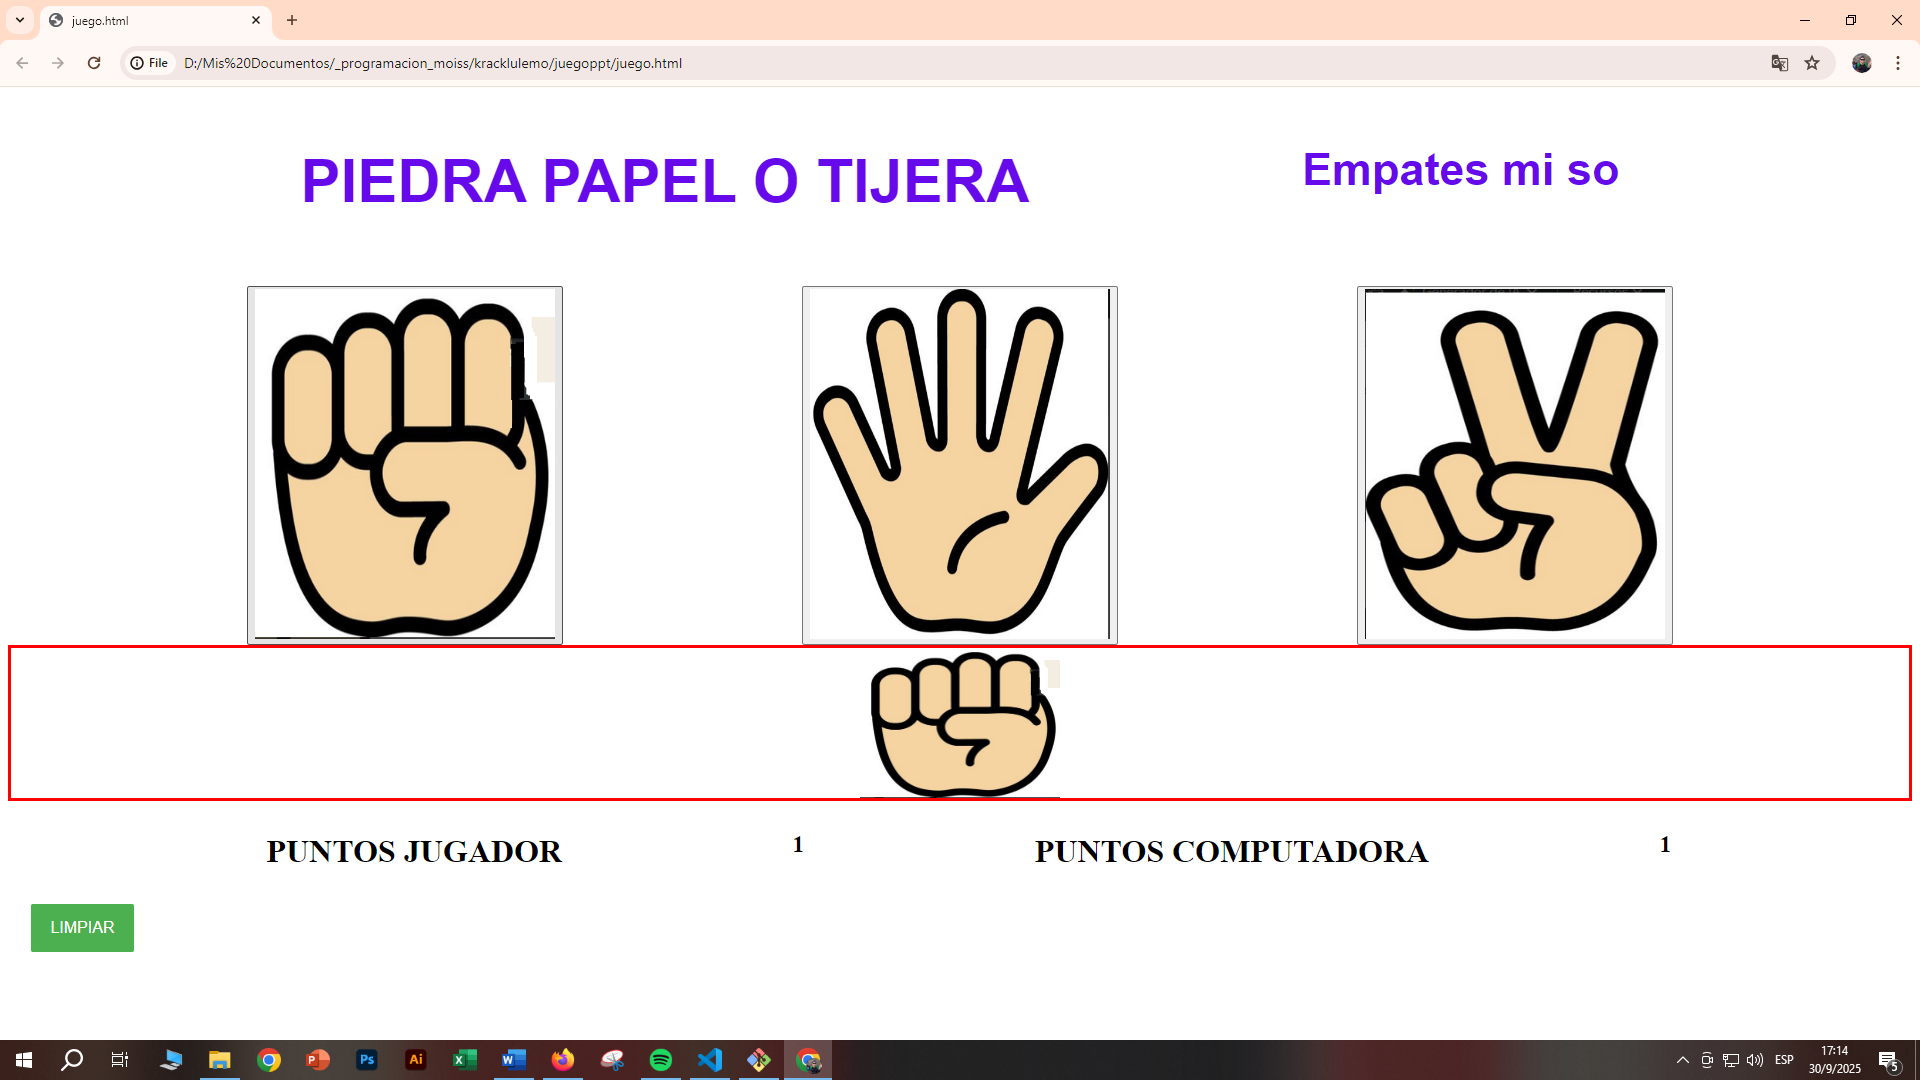 juego.html
File
D:/Mis%20Documentos/_programacion_moiss/kracklulemo/juegoppt/juego.html
PIEDRA PAPEL O TIJERA
Empates mi so
PUNTOS JUGADOR
1
PUNTOS COMPUTADORA
1
LIMPIAR
ESP
17:14
30/9/2025
5